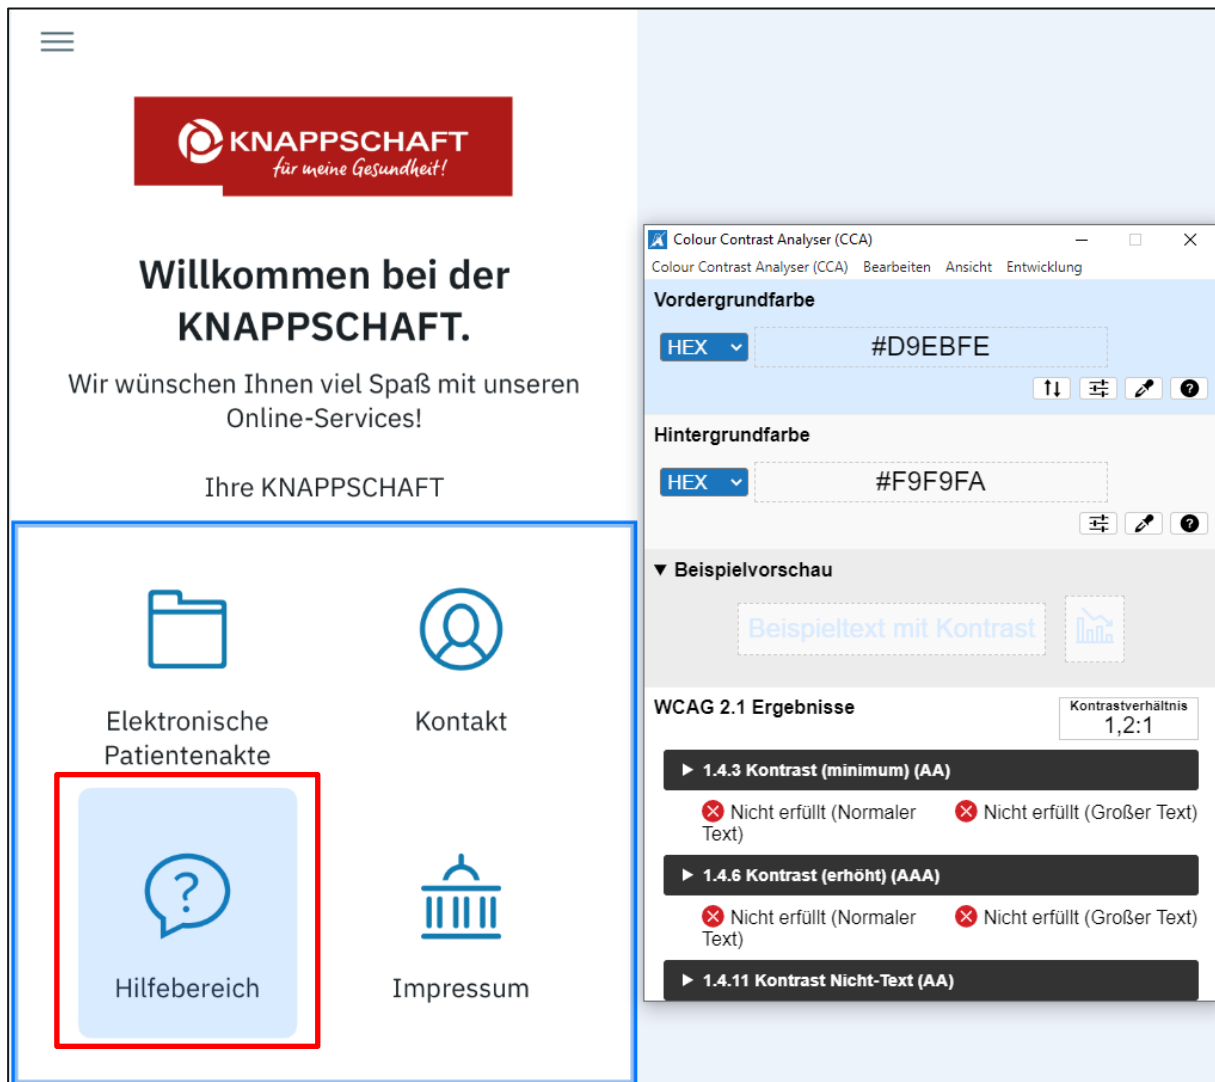 KNAPPSCHAFT
für meine Gesundheit!
Willkommen bei der
KNAPPSCHAFT.
Wir wünschen Ihnen viel Spaß mit unseren
Online-Services!
Ihre KNAPPSCHAFT
Elektronische
Patientenakte
Kontakt
?
Hilfebereich
Impressum
Colour Contrast Analyser (CCA)
Colour Contrast Analyser (CCA) Bearbeiten Ansicht Entwicklung
Vordergrundfarbe
HEX #D9EBFE
?
Hintergrundfarbe
HEX #F9F9FA
?
▼ Beispielvorschau
Beispieltext mit Kontrast
WCAG 2.1 Ergebnisse
Kontrastverhältnis
1,2:1
▶ 1.4.3 Kontrast (minimum) (AA)
Nicht erfüllt (Normaler
Text)
Nicht erfüllt (Großer Text)
▶ 1.4.6 Kontrast (erhöht) (AAA)
Nicht erfüllt (Normaler
Text)
Nicht erfüllt (Großer Text)
▶ 1.4.11 Kontrast Nicht-Text (AA)